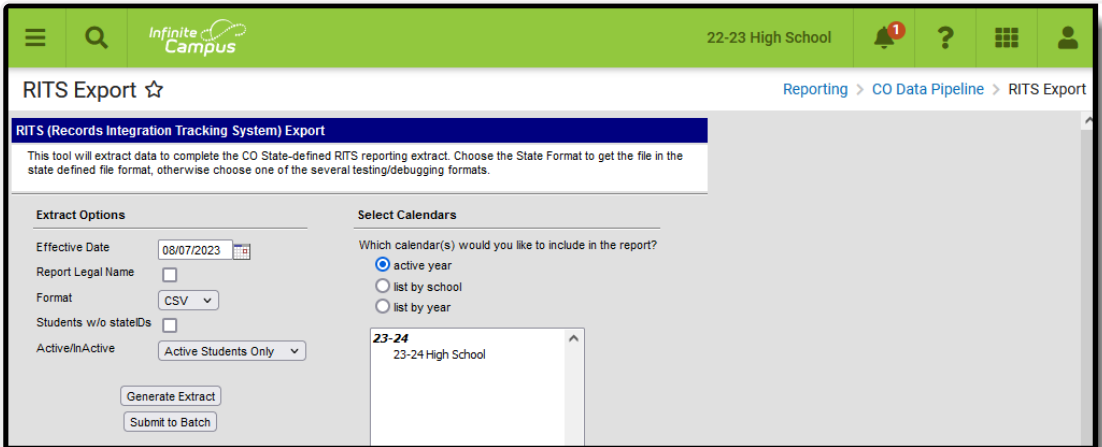 Infinite Campus
22-23 High School
1
?
RITS Export
Reporting > CO Data Pipeline > RITS Export
RITS (Records Integration Tracking System) Export
This tool will extract data to complete the CO State-defined RITS reporting extract. Choose the State Format to get the file in the
state defined file format, otherwise choose one of the several testing/debugging formats.
Extract Options
Effective Date
08/07/2023
Report Legal Name
Format
CSV
Students w/o stateIDs
Active/InActive
Active Students Only
Generate Extract
Submit to Batch
Select Calendars
Which calendar(s) would you like to include in the report?
active year
list by school
list by year
23-24
23-24 High School